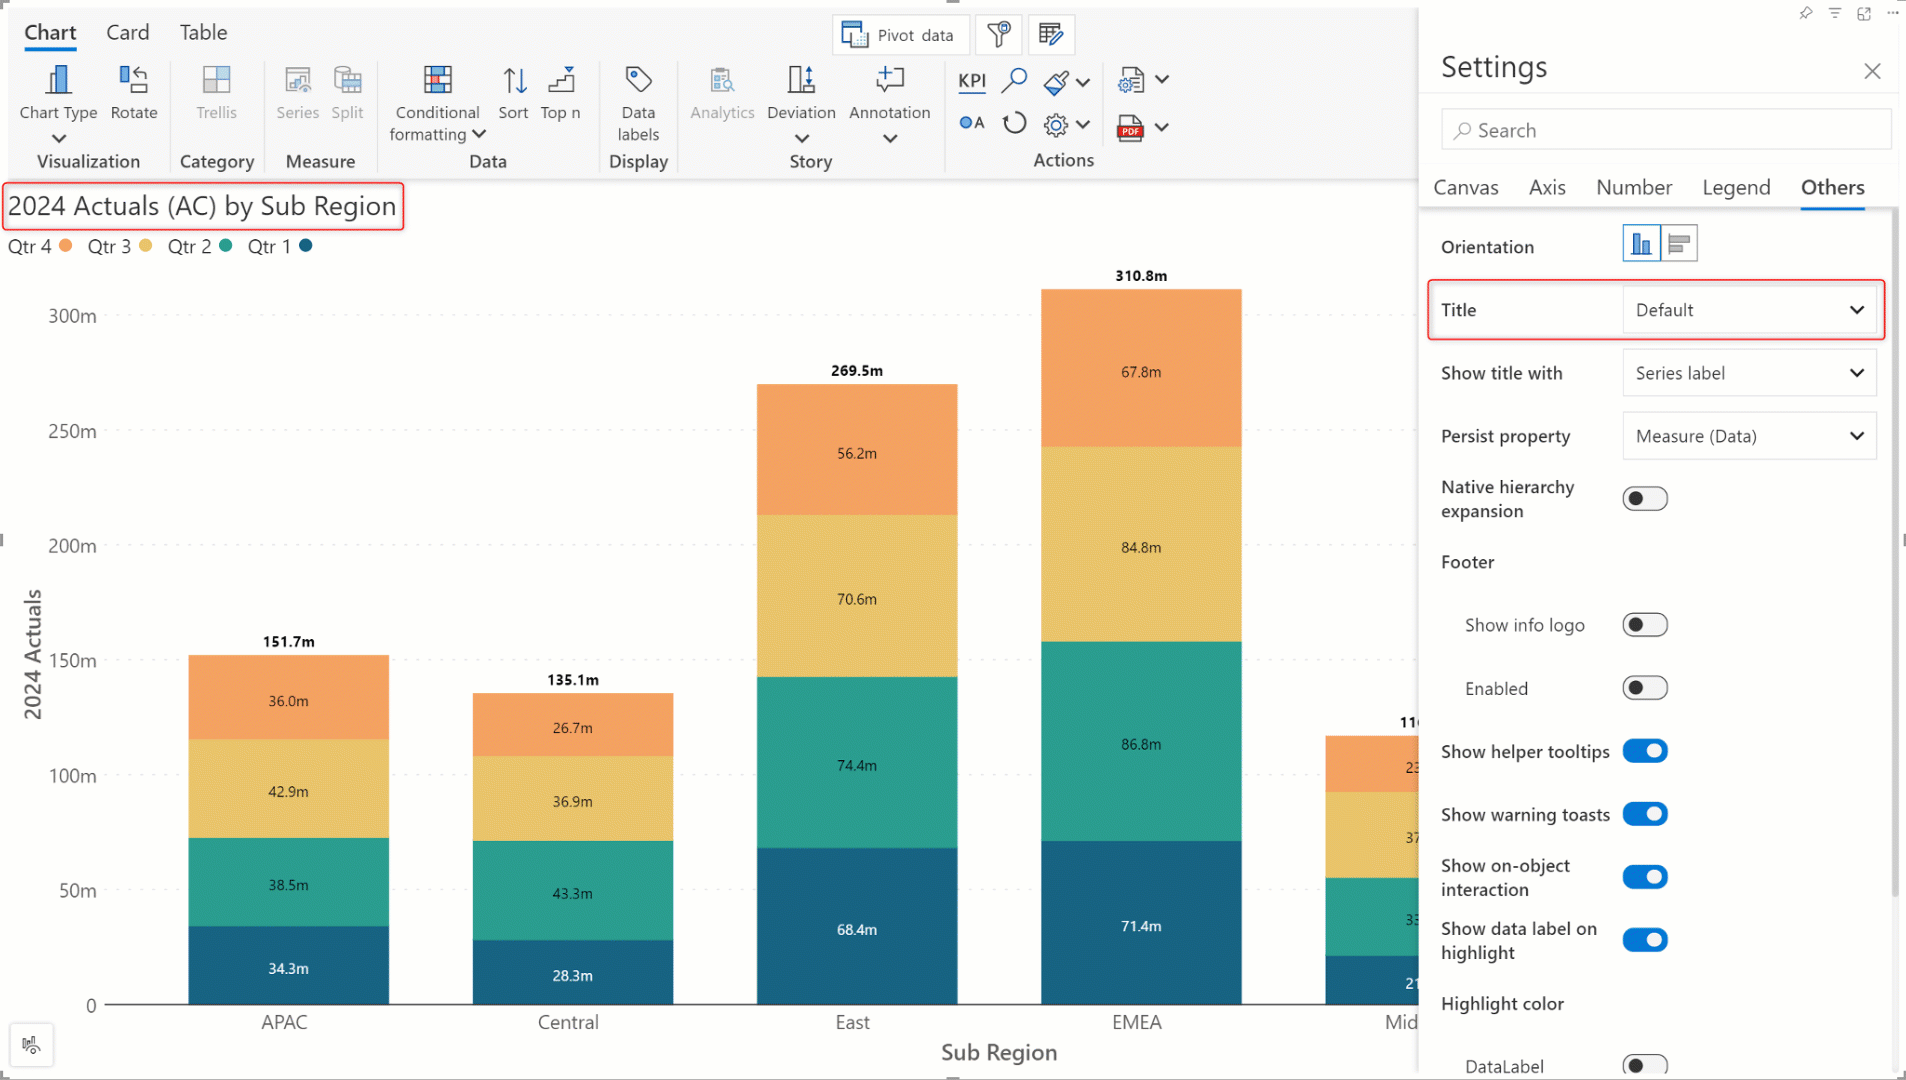 Chart Card Table
Pivot data
Chart Type Rotate
Trellis
Series Split
Conditional
formatting
Sort Top n
Data
labels
Analytics Deviation Annotation
KPI
A
PDF
Visualization Category Measure Data Display Story Actions
2024 Actuals (AC) by Sub Region
Qtr 4 Qtr 3 Qtr 2 Qtr 1
310.8m
300m
67.8m
269.5m
250m
56.2m
84.8m
200m
70.6m
2024 Actuals
151.7m
150m
135.1m
36.0m
26.7m
74.4m
86.8m
100m
42.9m
36.9m
50m
38.5m
43.3m
68.4m
71.4m
34.3m
28.3m
0
APAC Central East EMEA Mid
Sub Region
Settings
Search
Canvas Axis Number Legend Others
Orientation
Title Default
Show title with Series label
Persist property Measure (Data)
Native hierarchy
expansion
Footer
Show info logo
Enabled
Show helper tooltips
Show warning toasts
Show on-object
interaction
Show data label on
highlight
Highlight color
DataLabel